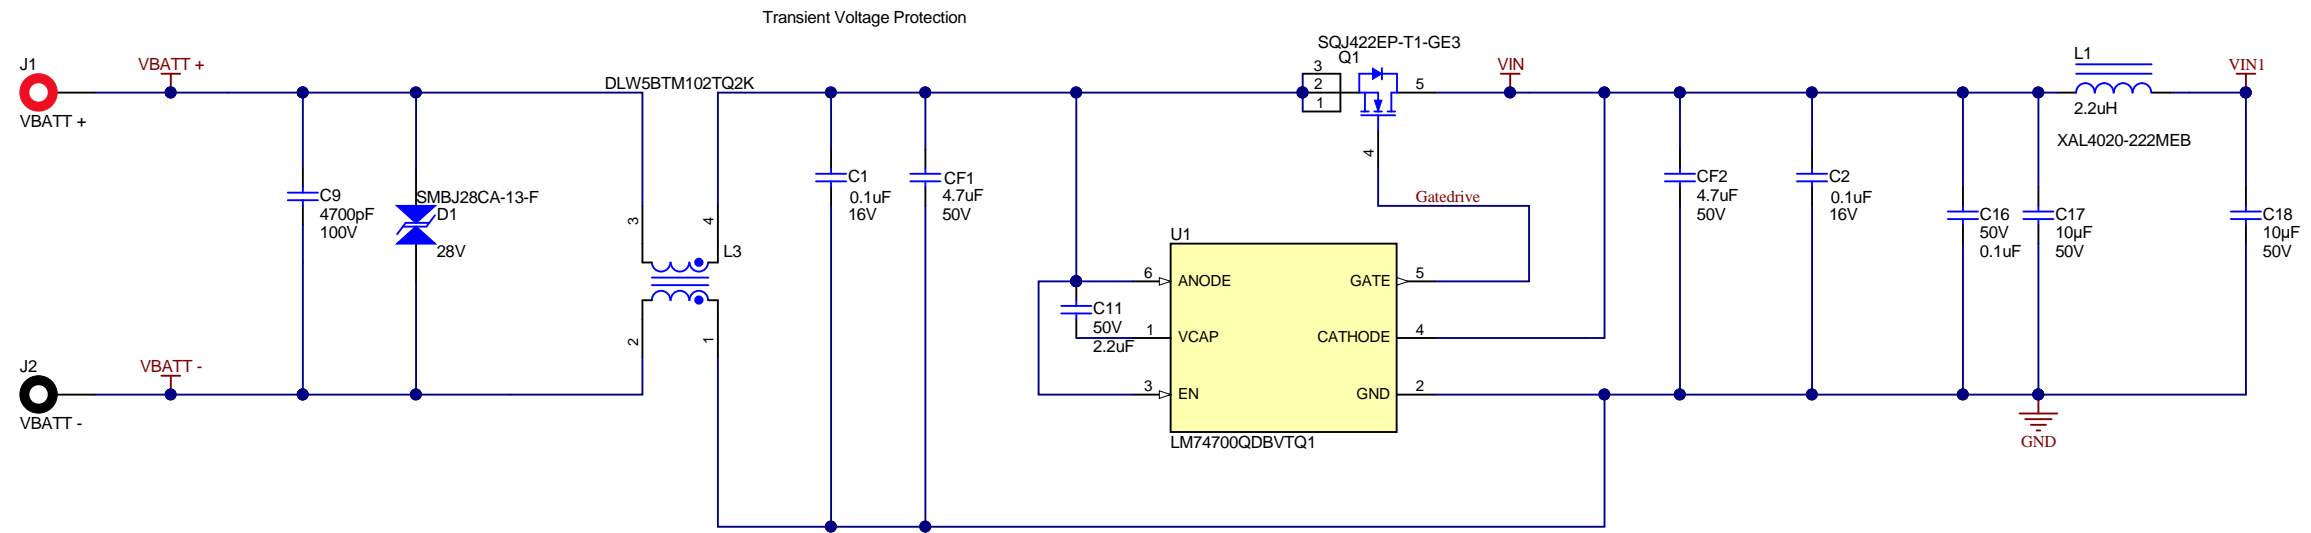 Transient Voltage Protection
J1
VBATT +
VBATT +
C9
4700pF
100V
SMBJ28CA-13-F
D1
28V
J2
VBATT -
VBATT -
DLW5BTM102TQ2K
3
4
L3
2
1
C1
0.1uF
16V
CF1
4.7uF
50V
SQJ422EP-T1-GE3
Q1
3
2
1
5
4
Gatedrive
U1
6
ANODE
GATE
5
C11
50V
2.2uF
1
VCAP
CATHODE
4
3
EN
GND
2
LM74700QDBVTQ1
VIN
CF2
4.7uF
50V
C2
0.1uF
16V
C16
50V
0.1uF
C17
10µF
50V
L1
2.2uH
XAL4020-222MEB
VIN1
C18
10µF
50V
GND